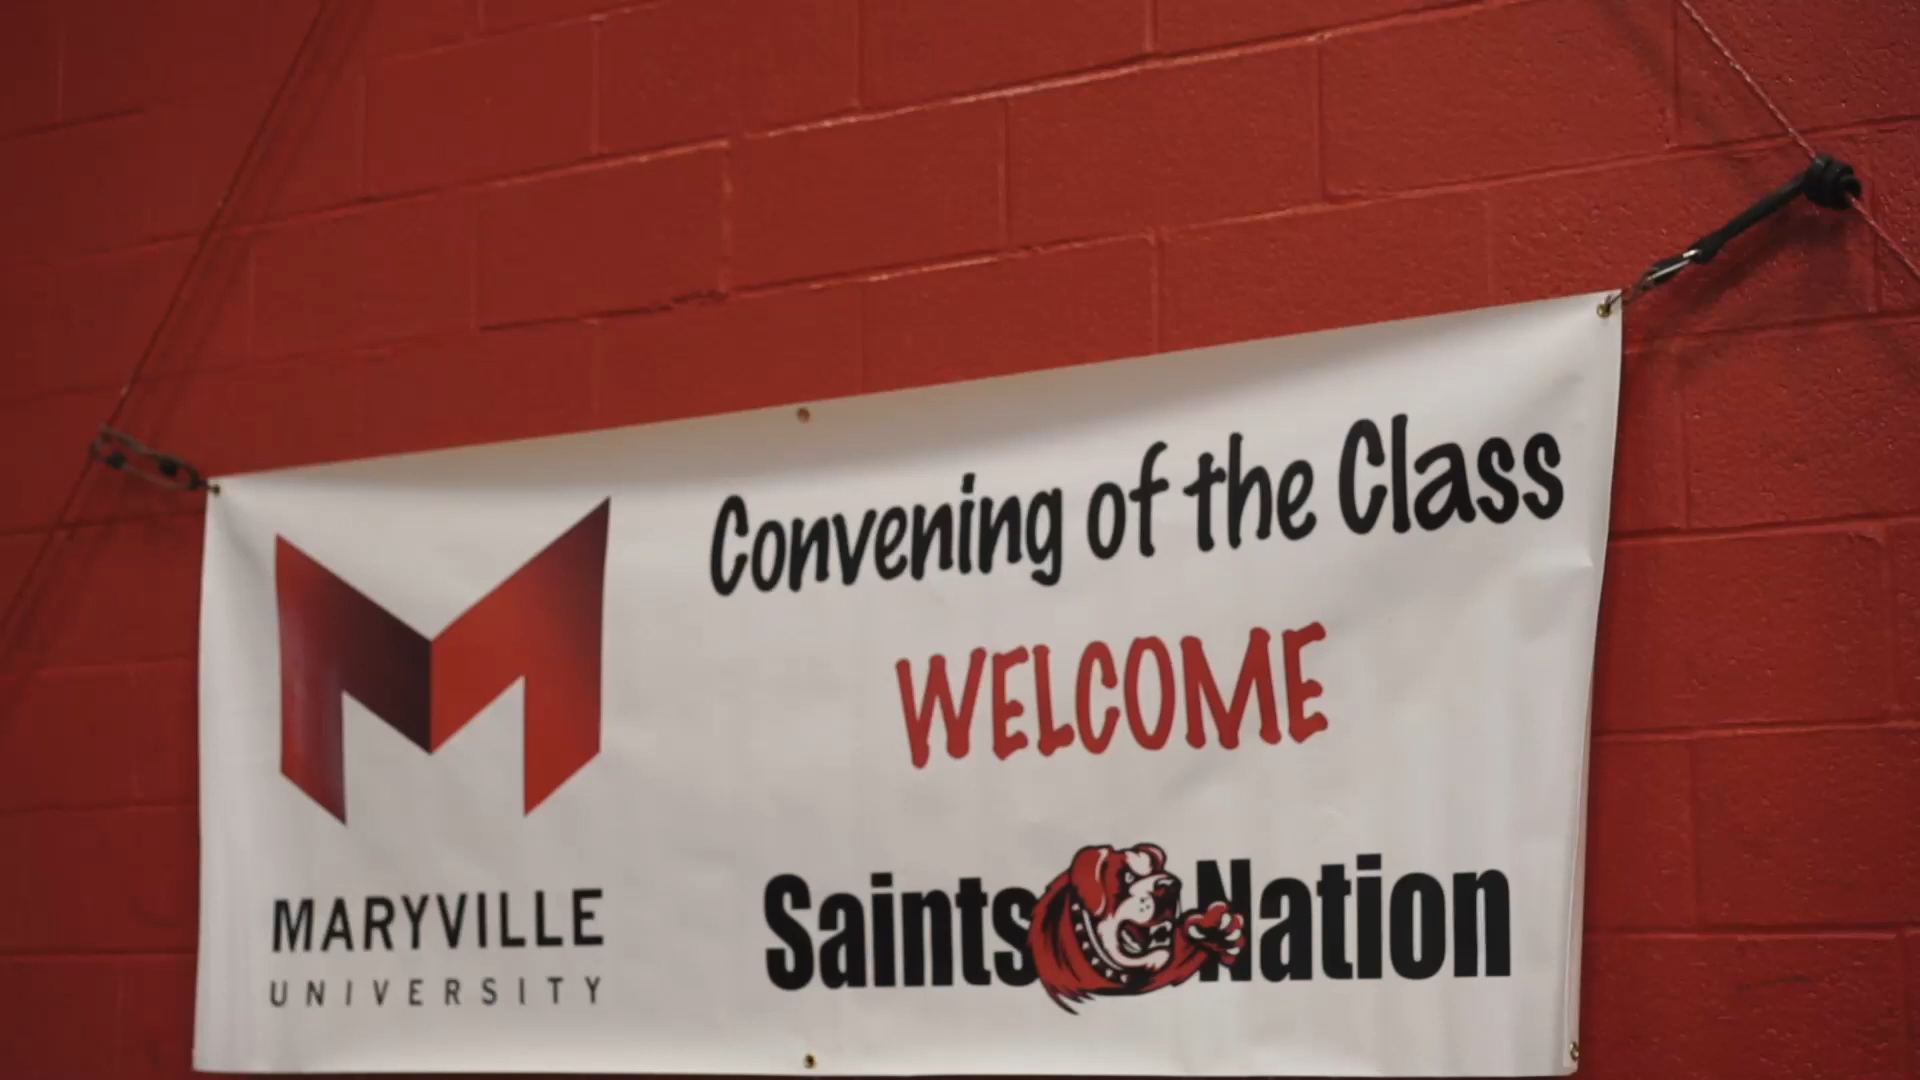 Convening of the Class
WELCOME
MARYVILLE
UNIVERSITY
Saints Nation